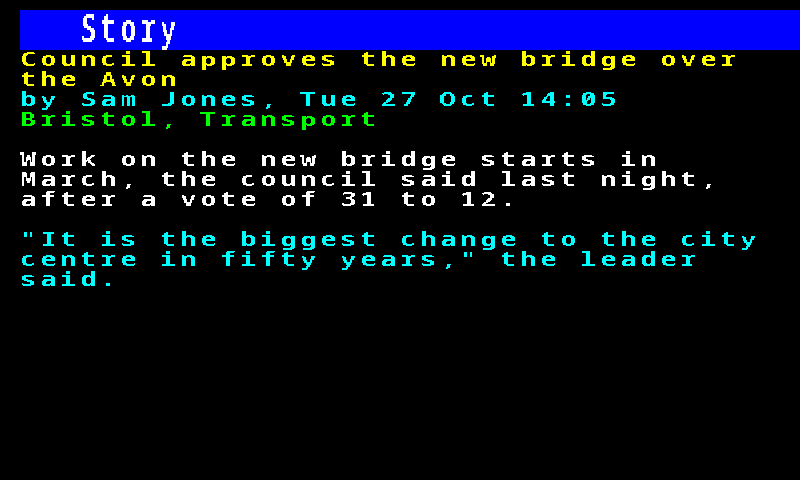 Story
Council approves the new bridge over
the Avon
by Sam Jones, Tue 27 Oct 14:05
Bristol, Transport
Work on the new bridge starts in
March, the council said last night,
after a vote of 31 to 12.
"It is the biggest change to the city
centre in fifty years," the leader
said.